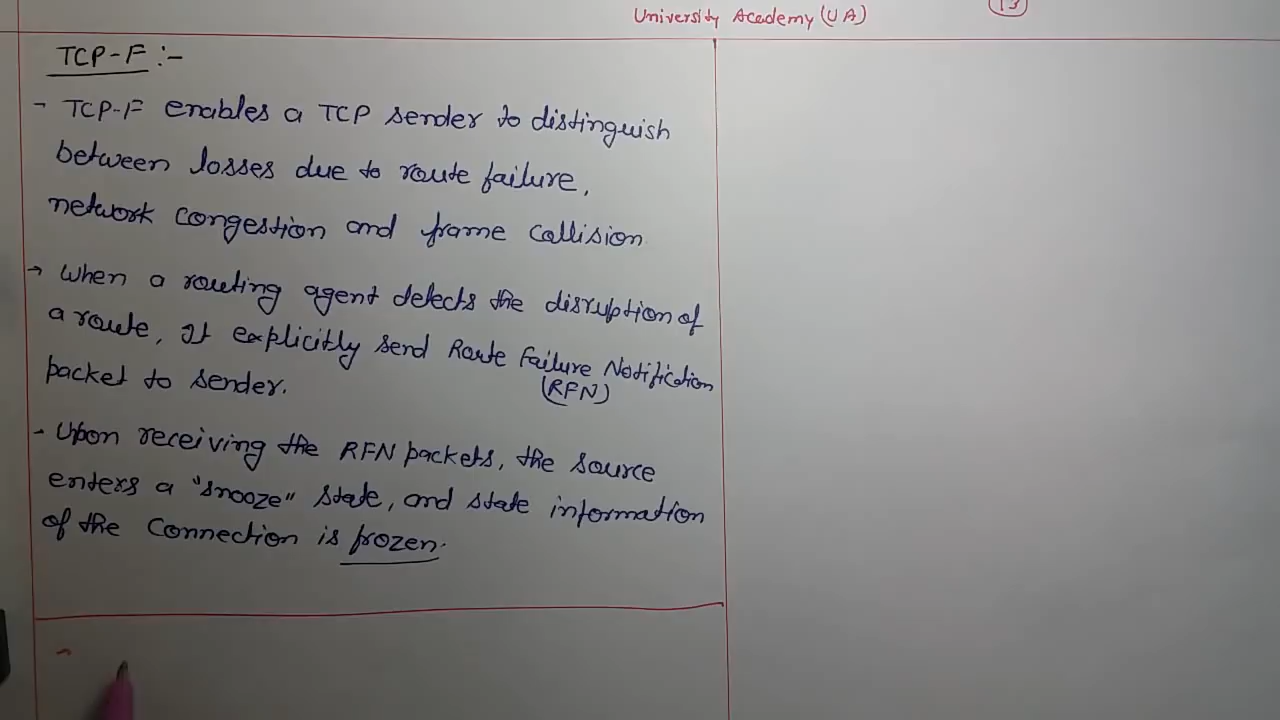 University Academy (UA)
13
TCP-F :-
- TCP-F enables a TCP sender to distinguish
between losses due to route failure,
network congestion and frame collision.
→ When a routing agent detects the disruption of
a route, It explicitly send Route Failure Notification
(RFN)
packet to sender.
- Upon receiving the RFN packets, the source
enters a "snooze" state, and state information
of the connection is frozen.